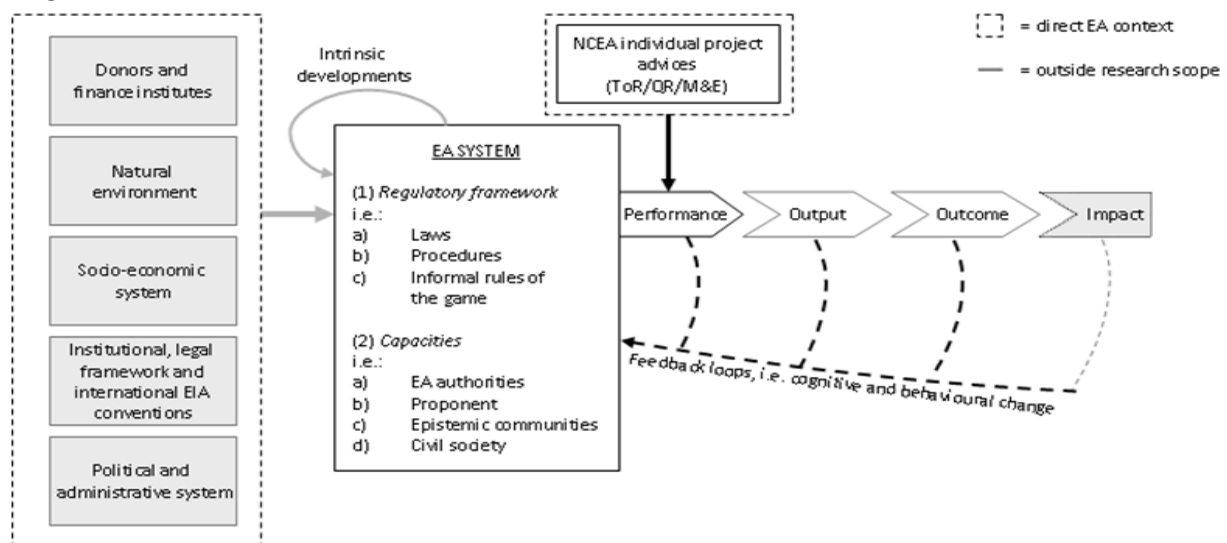 Donors and
finance institutes
Natural
environment
Socio-economic
system
Institutional, legal
framework and
international EIA
conventions
Political and
administrative system
Intrinsic
developments
NCEA individual project
advices
(ToR/QR/M&E)
= direct EA context
= outside research scope
EA SYSTEM
(1) Regulatory framework
i.e.:
a) Laws
b) Procedures
c) Informal rules of
the game
(2) Capacities
i.e.:
a) EA authorities
b) Proponent
c) Epistemic communities
d) Civil society
Performance
Output
Outcome
Impact
Feedback loops, i.e. cognitive and behavioural change